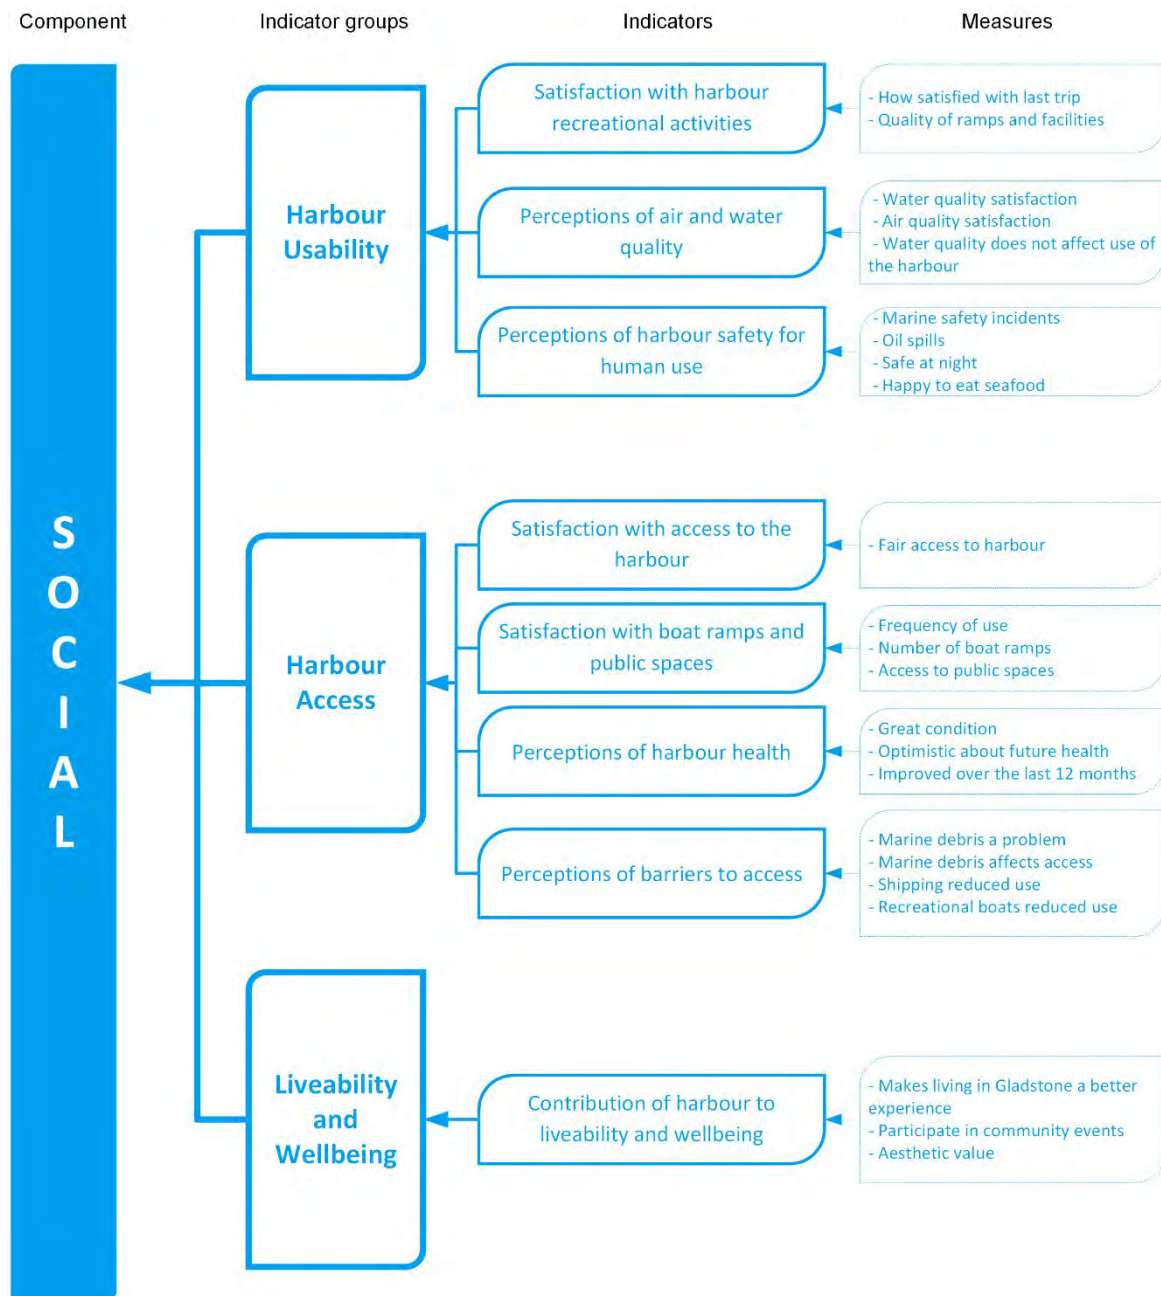 Component
Indicator groups
Indicators
Measures
SOCIAL
Harbour
Usability
Satisfaction with harbour
recreational activities
- How satisfied with last trip
- Quality of ramps and facilities
Perceptions of air and water
quality
- Water quality satisfaction
- Air quality satisfaction
- Water quality does not affect use of
the harbour
Perceptions of harbour safety for
human use
- Marine safety incidents
- Oil spills
- Safe at night
- Happy to eat seafood
Harbour
Access
Satisfaction with access to the
harbour
- Fair access to harbour
Satisfaction with boat ramps and
public spaces
- Frequency of use
- Number of boat ramps
- Access to public spaces
Perceptions of harbour health
- Great condition
- Optimistic about future health
- Improved over the last 12 months
Perceptions of barriers to access
- Marine debris a problem
- Marine debris affects access
- Shipping reduced use
- Recreational boats reduced use
Liveability
and
Wellbeing
Contribution of harbour to
liveability and wellbeing
- Makes living in Gladstone a better
experience
- Participate in community events
- Aesthetic value